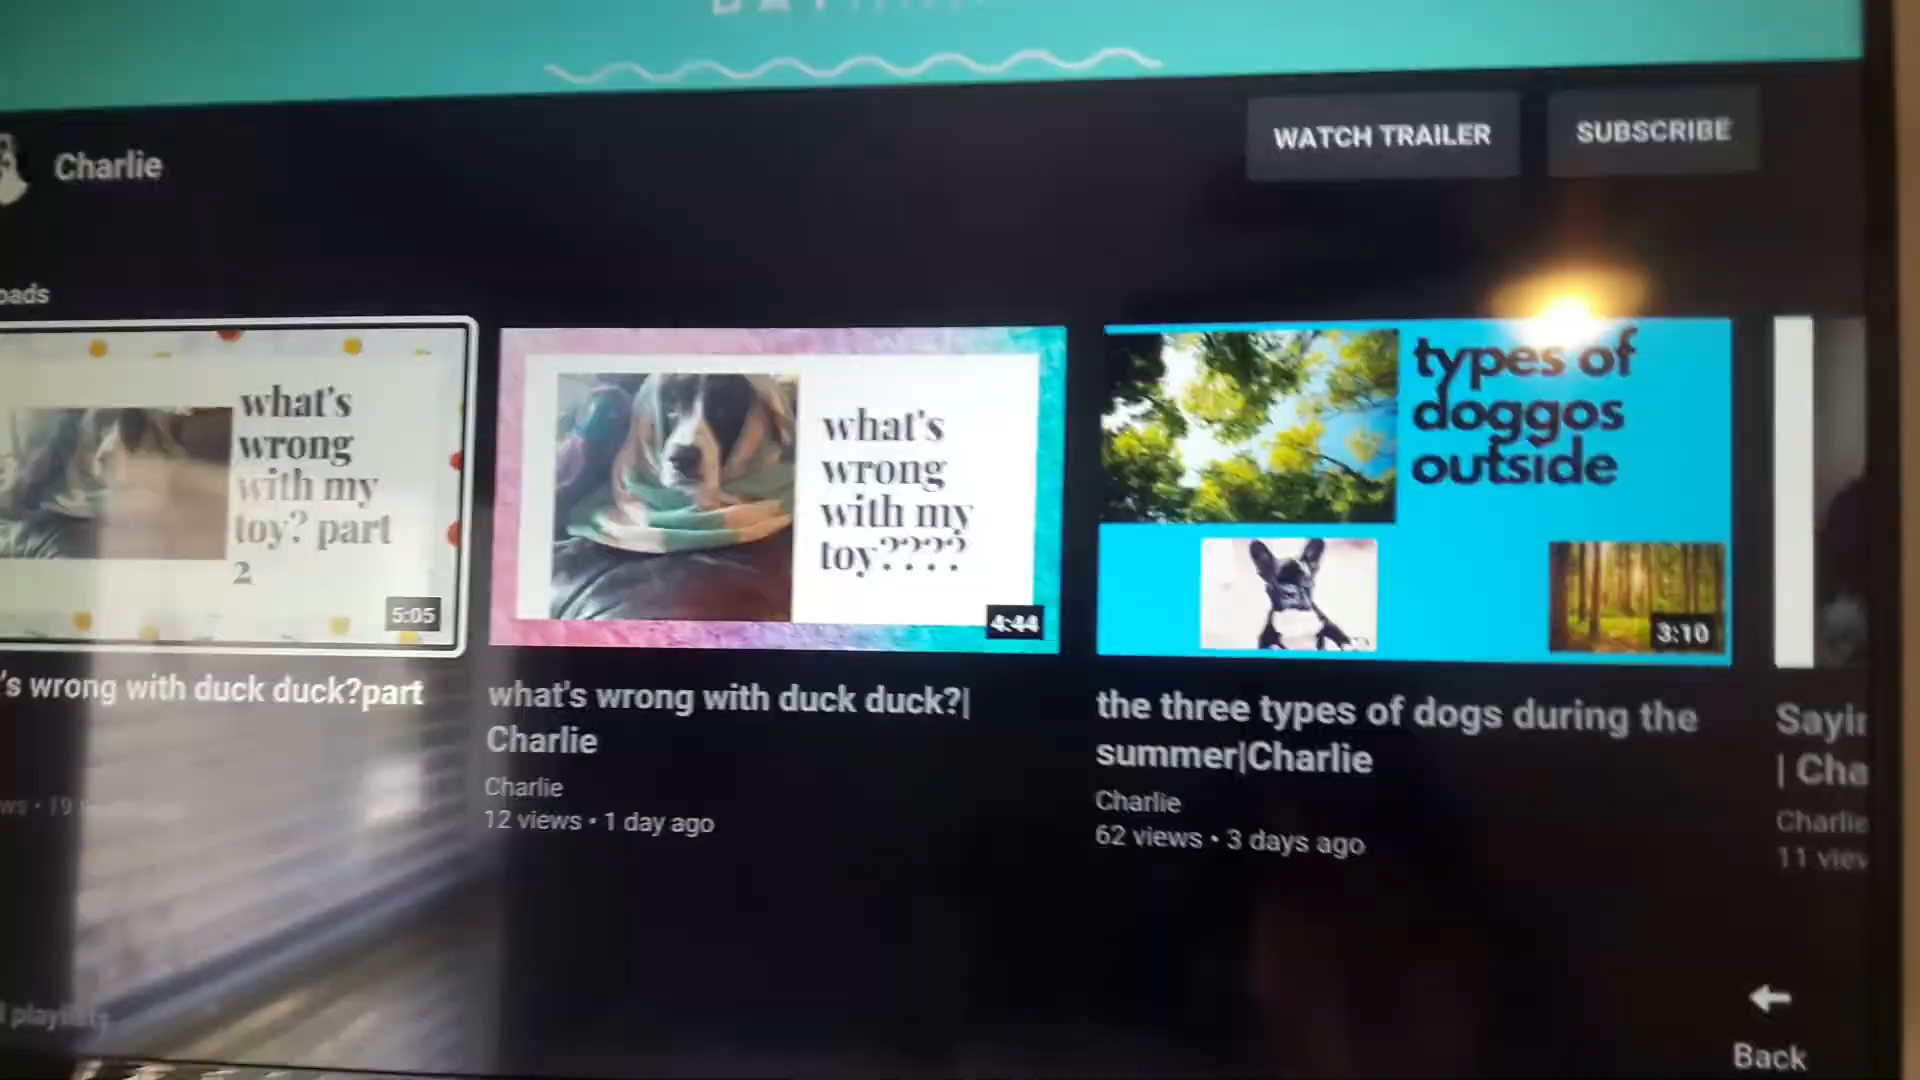 Charlie
WATCH TRAILER
SUBSCRIBE
what's
wrong
with my
toy? part
2
5:05
what's
wrong
with my
toy????
4:44
types of
doggos
outside
3:10
's wrong with duck duck?part
what's wrong with duck duck?|
Charlie
Charlie
12 views • 1 day ago
the three types of dogs during the
summer|Charlie
Charlie
62 views • 3 days ago
| Cha
Charlie
11
Back